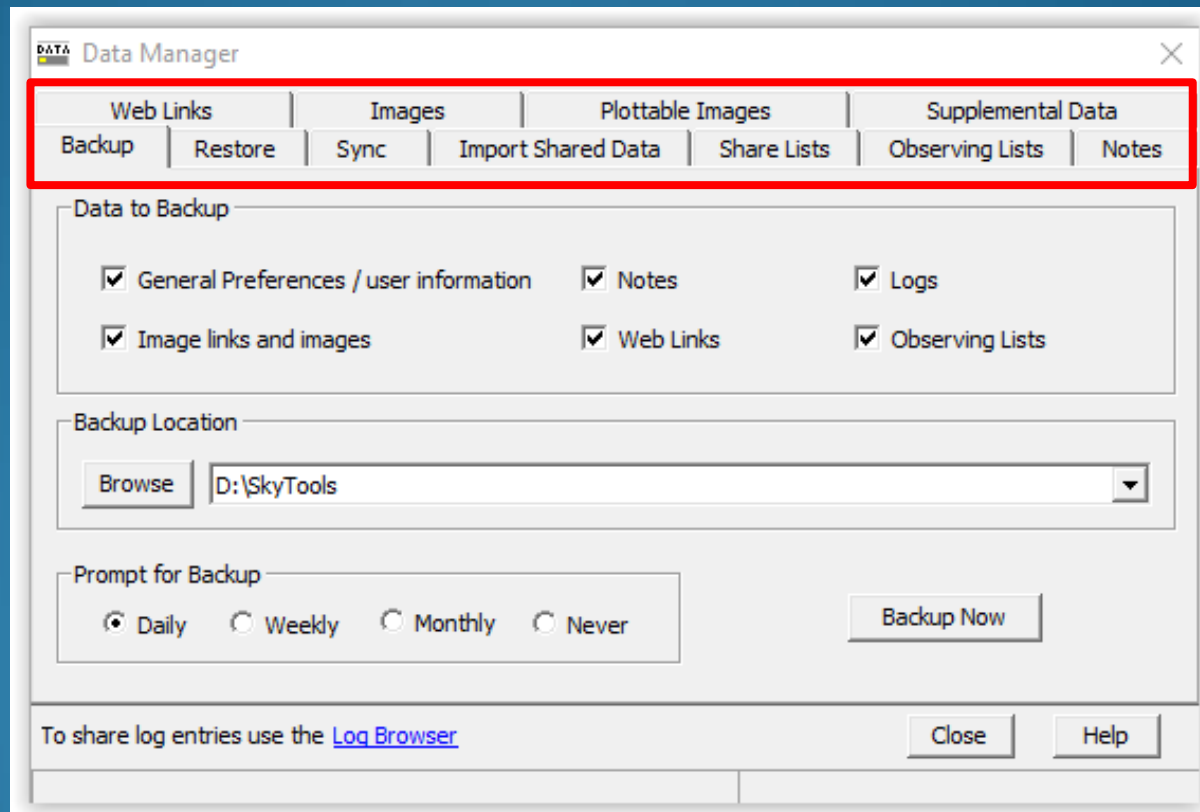 DATA Data Manager
Web Links Images Plottable Images Supplemental Data
Backup Restore Sync Import Shared Data Share Lists Observing Lists Notes
Data to Backup
General Preferences / user information Notes Logs
Image links and images Web Links Observing Lists
Backup Location
Browse D:\SkyTools
Prompt for Backup
Daily Weekly Monthly Never Backup Now
To share log entries use the Log Browser Close Help